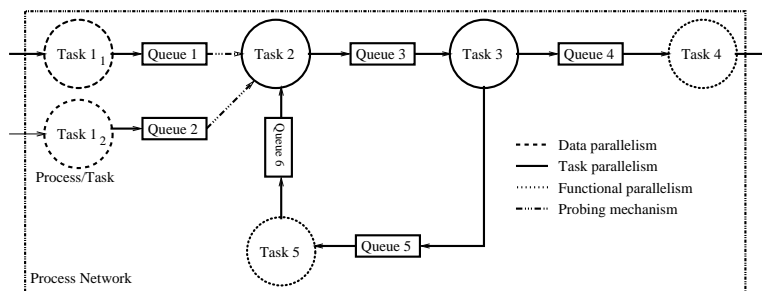 Task 1 1
Queue 1
Task 2
Queue 3
Task 3
Queue 4
Task 4
Task 1 2
Queue 2
Process/Task
Queue 6
Data parallelism
Task parallelism
Functional parallelism
Probing mechanism
Task 5
Queue 5
Process Network